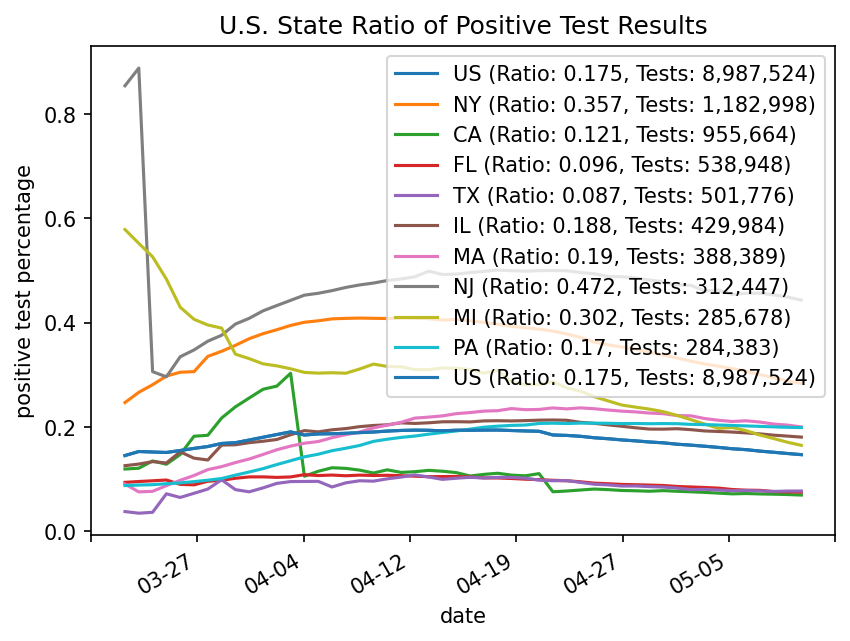 U.S. State Ratio of Positive Test Results
US (Ratio: 0.175, Tests: 8,987,524)
NY (Ratio: 0.357, Tests: 1,182,998)
CA (Ratio: 0.121, Tests: 955,664)
FL (Ratio: 0.096, Tests: 538,948)
TX (Ratio: 0.087, Tests: 501,776)
IL (Ratio: 0.188, Tests: 429,984)
MA (Ratio: 0.19, Tests: 388,389)
NJ (Ratio: 0.472, Tests: 312,447)
MI (Ratio: 0.302, Tests: 285,678)
PA (Ratio: 0.17, Tests: 284,383)
US (Ratio: 0.175, Tests: 8,987,524)
positive test percentage
0.8
0.6
0.4
0.2
0.0
03-27
04-04
04-12
04-19
04-27
05-05
date